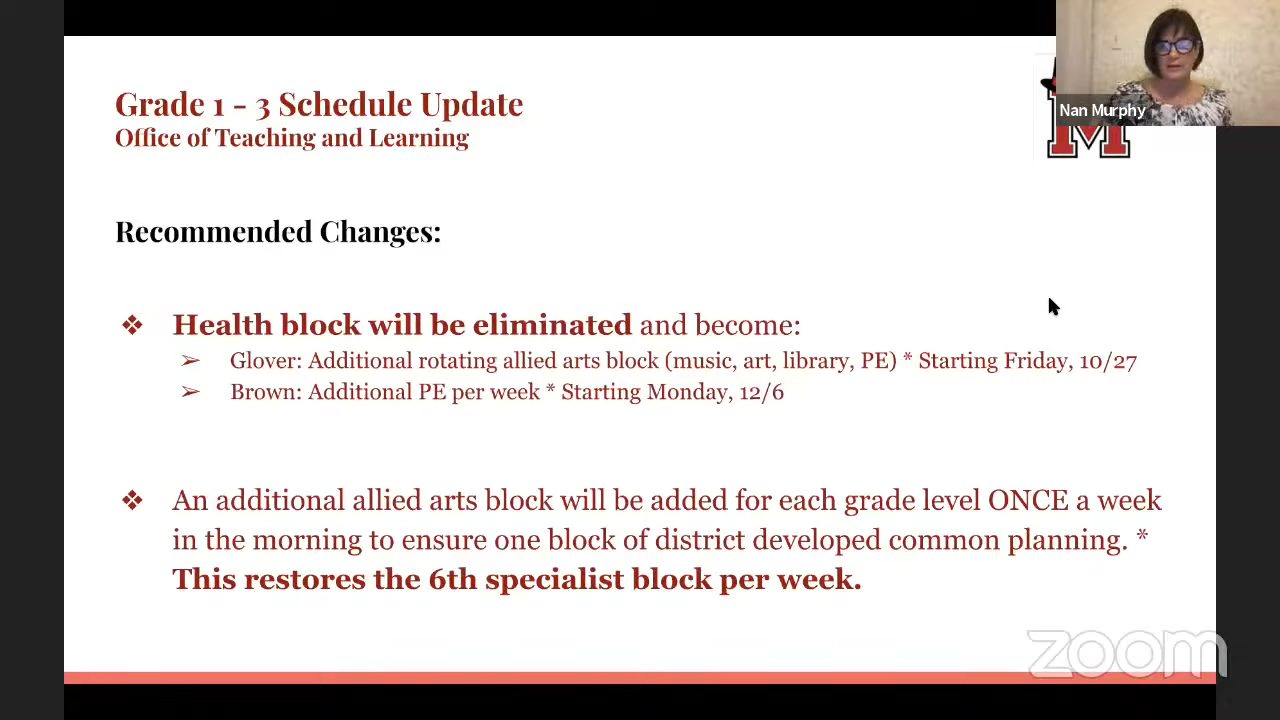 Grade 1 - 3 Schedule Update
Office of Teaching and Learning
Nan Murphy
M
Recommended Changes:
❖ Health block will be eliminated and become:
➢ Glover: Additional rotating allied arts block (music, art, library, PE) * Starting Friday, 10/27
➢ Brown: Additional PE per week * Starting Monday, 12/6
❖ An additional allied arts block will be added for each grade level ONCE a week
in the morning to ensure one block of district developed common planning. *
This restores the 6th specialist block per week.
zoom